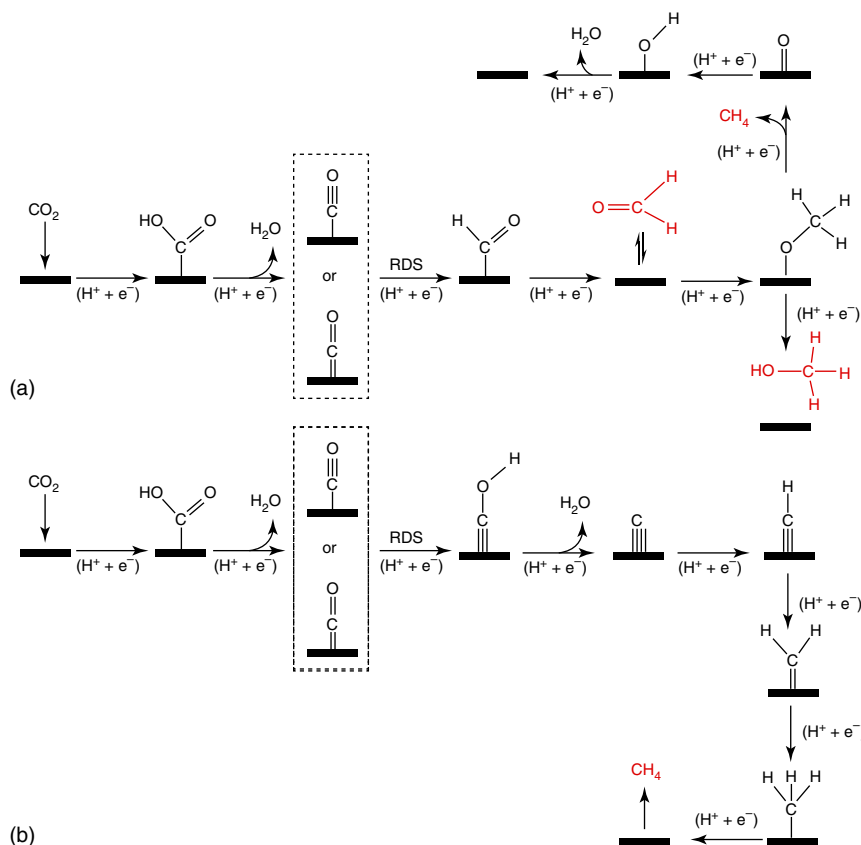 H
H₂O
O
O
(H⁺ + e⁻)
(H⁺ + e⁻)
(H⁺ + e⁻)
CH₄
(H⁺ + e⁻)
O
C
H
O
C
H
HO
O
C
H
O
C
H
C
H
H
O
CO₂
H₂O
or
RDS
(H⁺ + e⁻)
(H⁺ + e⁻)
(H⁺ + e⁻)
(H⁺ + e⁻)
(H⁺ + e⁻)
(H⁺ + e⁻)
O
C
H
HO
C
H
H
(a)
O
C
H
O
C
HO
O
C
CO₂
H₂O
or
RDS
H₂O
C
H
C
(H⁺ + e⁻)
(H⁺ + e⁻)
(H⁺ + e⁻)
(H⁺ + e⁻)
(H⁺ + e⁻)
(H⁺ + e⁻)
O
C
H
H
C
(H⁺ + e⁻
CH₄
H
H
H
C
(H⁺ + e⁻)
(b)